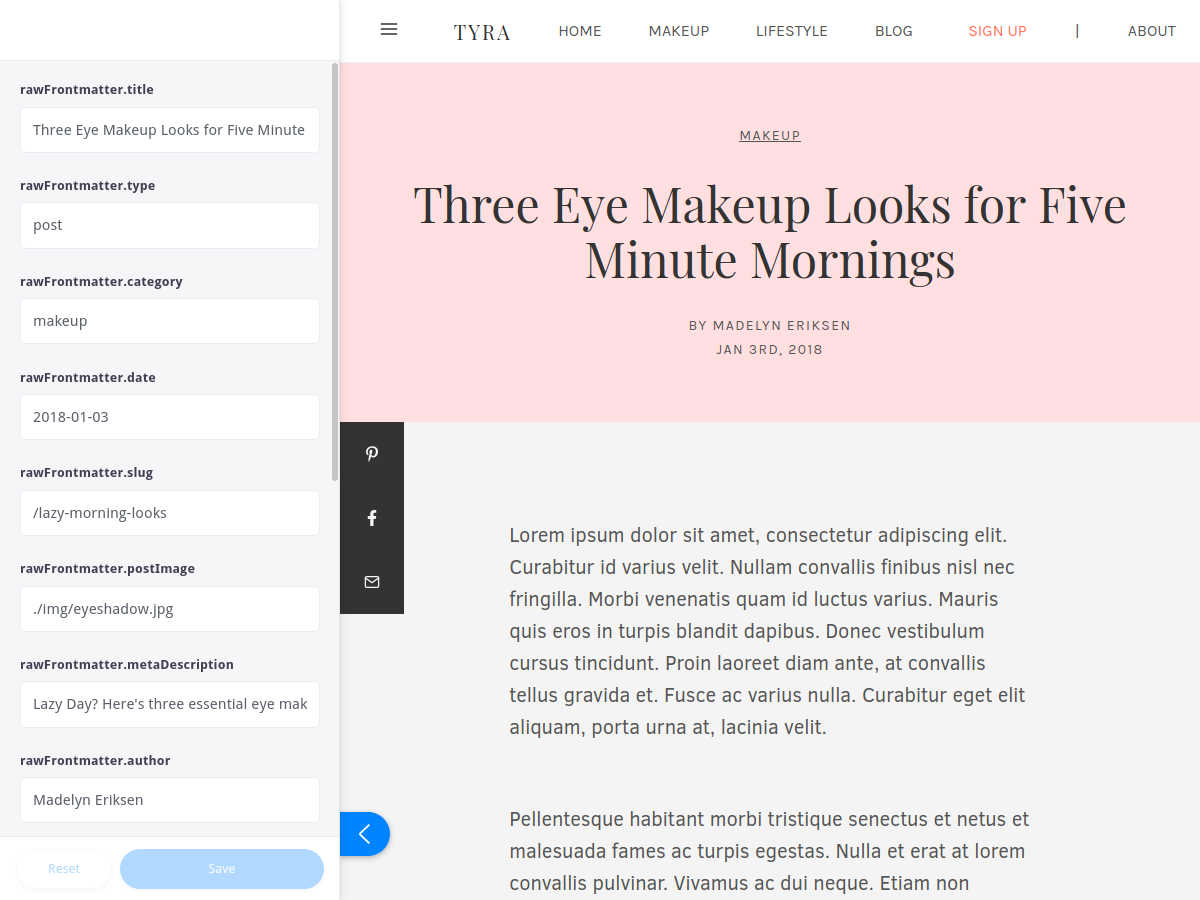 rawFrontmatter.title
Three Eye Makeup Looks for Five Minute
rawFrontmatter.type
post
rawFrontmatter.category
makeup
rawFrontmatter.date
2018-01-03
rawFrontmatter.slug
/lazy-morning-looks
rawFrontmatter.postImage
./img/eyeshadow.jpg
rawFrontmatter.metaDescription
Lazy Day? Here's three essential eye mak
rawFrontmatter.author
Madelyn Eriksen
Reset Save
TYRA HOME MAKEUP LIFESTYLE BLOG SIGN UP | ABOUT
MAKEUP
Three Eye Makeup Looks for Five
Minute Mornings
BY MADELYN ERIKSEN
JAN 3RD, 2018
Lorem ipsum dolor sit amet, consectetur adipiscing elit.
Curabitur id varius velit. Nullam convallis finibus nisl nec
fringilla. Morbi venenatis quam id luctus varius. Mauris
quis eros in turpis blandit dapibus. Donec vestibulum
cursus tincidunt. Proin laoreet diam ante, at convallis
tellus gravida et. Fusce ac varius nulla. Curabitur eget elit
aliquam, porta urna at, lacinia velit.
Pellentesque habitant morbi tristique senectus et netus et
malesuada fames ac turpis egestas. Nulla et erat at lorem
convallis pulvinar. Vivamus ac dui neque. Etiam non